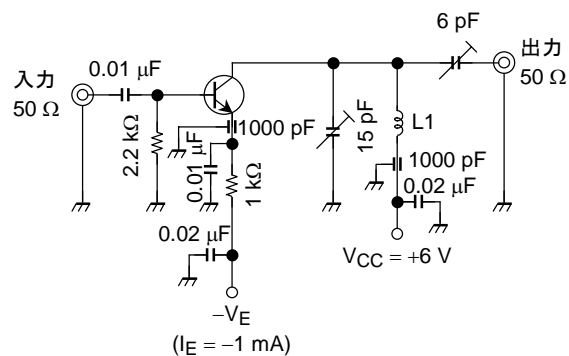 6 pF
入力
50 Ω
0.01 μF
出力
50 Ω
2.2 kΩ
1000 pF
0.01 μF
1 kΩ
15 pF
L1
1000 pF
0.02 μF
0.02 μF
VCC = +6 V
−VE
(IE = −1 mA)